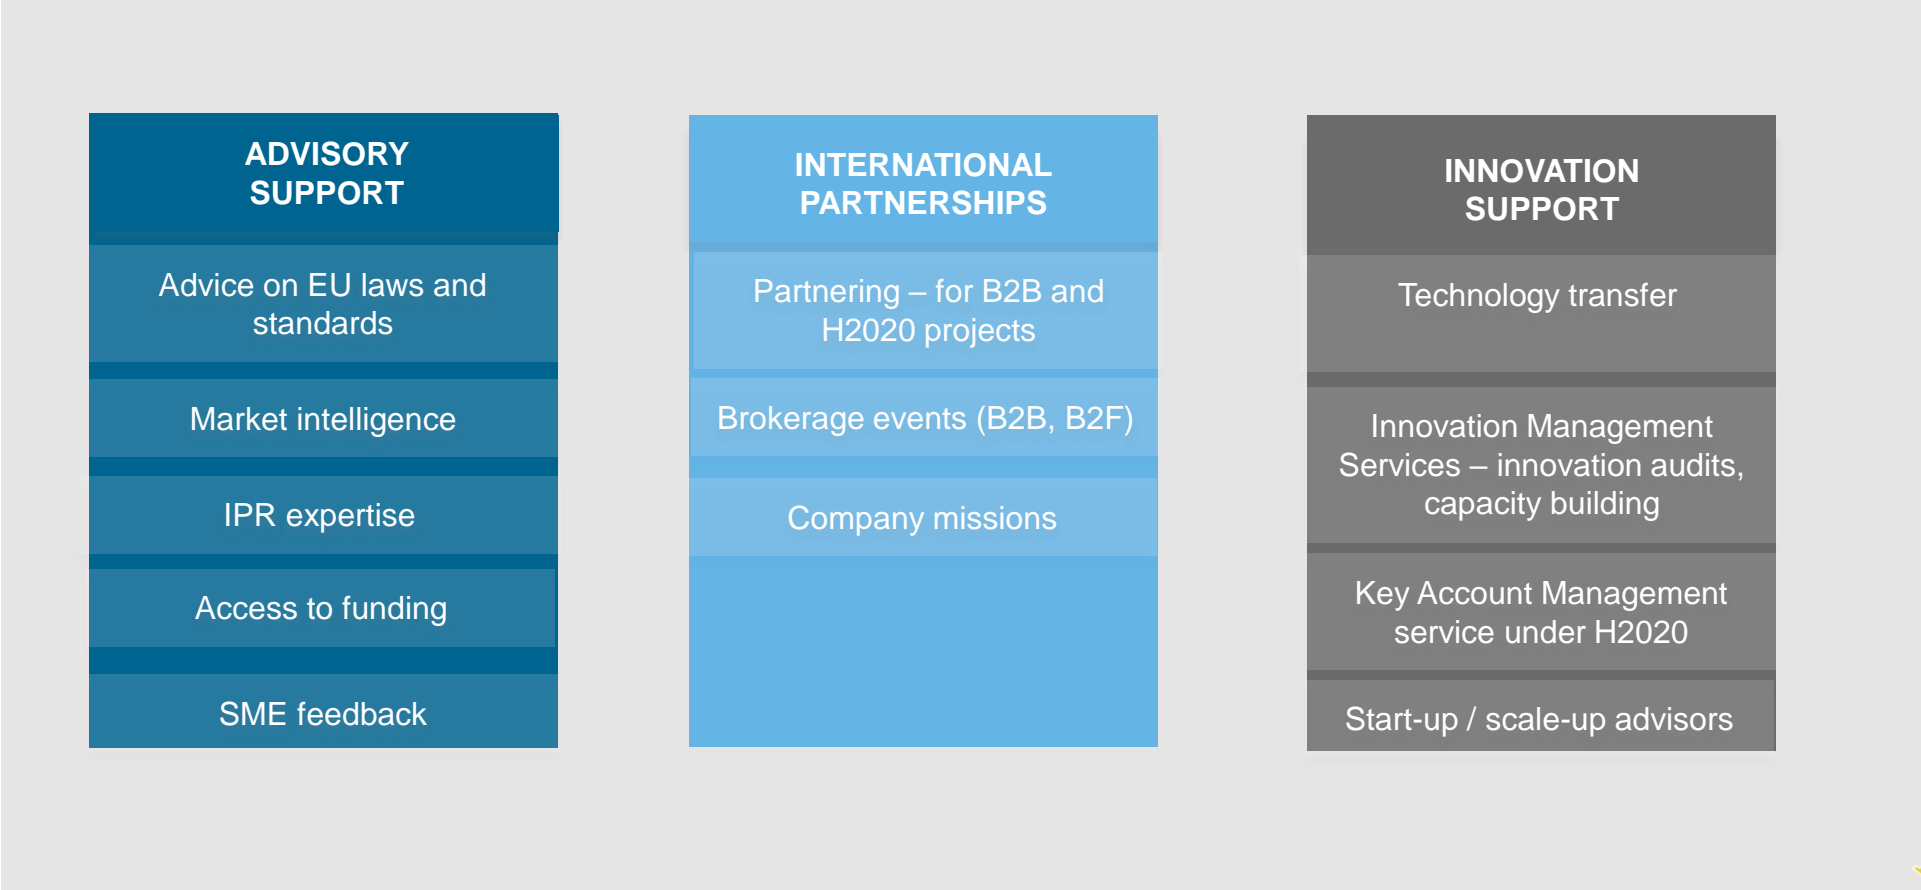 ADVISORY
SUPPORT
Advice on EU laws and
standards
Market intelligence
IPR expertise
Access to funding
SME feedback
INTERNATIONAL
PARTNERSHIPS
Partnering – for B2B and
H2020 projects
Brokerage events (B2B, B2F)
Company missions
INNOVATION
SUPPORT
Technology transfer
Innovation Management
Services – innovation audits,
capacity building
Key Account Management
service under H2020
Start-up / scale-up advisors